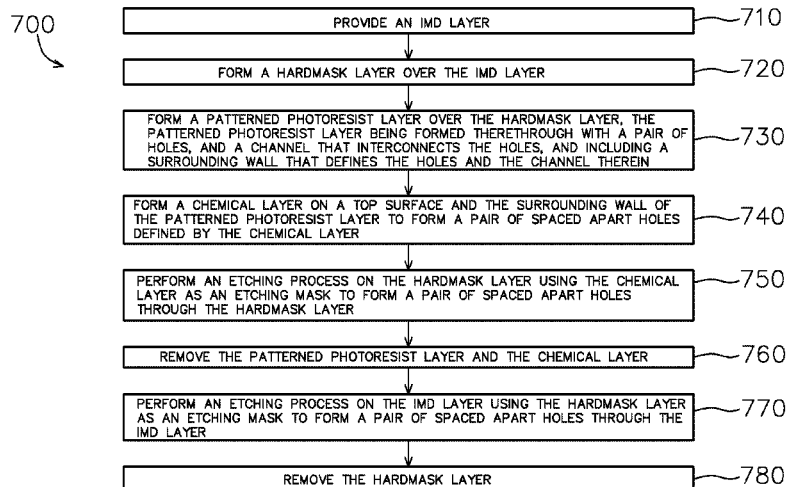 700
PROVIDE AN IMD LAYER
710
FORM A HARDMASK LAYER OVER THE IMD LAYER
720
FORM A PATTERNED PHOTORESIST LAYER OVER THE HARDMASK LAYER, THE
PATTERNED PHOTORESIST LAYER BEING FORMED THERETHROUGH WITH A PAIR OF
HOLES, AND A CHANNEL THAT INTERCONNECTS THE HOLES, AND INCLUDING A
SURROUNDING WALL THAT DEFINES THE HOLES AND THE CHANNEL THEREIN
730
FORM A CHEMICAL LAYER ON A TOP SURFACE AND THE SURROUNDING WALL OF
THE PATTERNED PHOTORESIST LAYER TO FORM A PAIR OF SPACED APART HOLES
DEFINED BY THE CHEMICAL LAYER
740
PERFORM AN ETCHING PROCESS ON THE HARDMASK LAYER USING THE CHEMICAL
LAYER AS AN ETCHING MASK TO FORM A PAIR OF SPACED APART HOLES
THROUGH THE HARDMASK LAYER
750
REMOVE THE PATTERNED PHOTORESIST LAYER AND THE CHEMICAL LAYER
760
PERFORM AN ETCHING PROCESS ON THE IMD LAYER USING THE HARDMASK LAYER
AS AN ETCHING MASK TO FORM A PAIR OF SPACED APART HOLES THROUGH THE
IMD LAYER
770
REMOVE THE HARDMASK LAYER
780